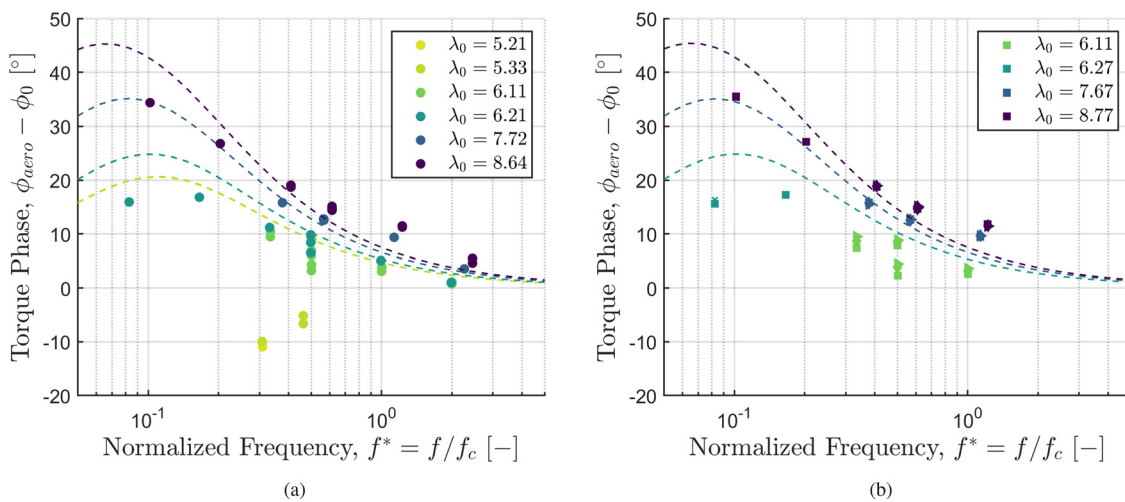 50
40
30
20
10
0
-10
-20
Torque Phase, ϕ_aero − ϕ_0 [°]
10^-1
10^0
Normalized Frequency, f* = f/f_c [−]
λ_0 = 5.21
λ_0 = 5.33
λ_0 = 6.11
λ_0 = 6.21
λ_0 = 7.72
λ_0 = 8.64
(a)
50
40
30
20
10
0
-10
-20
Torque Phase, ϕ_aero − ϕ_0 [°]
10^-1
10^0
Normalized Frequency, f* = f/f_c [−]
λ_0 = 6.11
λ_0 = 6.27
λ_0 = 7.67
λ_0 = 8.77
(b)